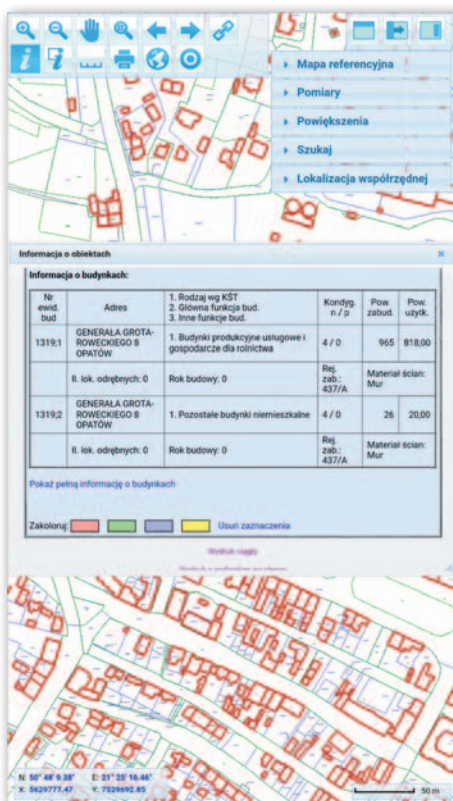 Mapa referencyjna
Pomiary
Powiększenia
Szukaj
Lokalizacja współrzędnej
Informacja o obiektach
Informacja o budynkach:
Nr ewid. bud
Adres
1. Rodzaj wg KŚT
2. Główna funkcja bud.
3. Inne funkcje bud.
Kondyg. n / p
Pow. zabud.
Pow. użytk.
1319;1
GENERAŁA GROTA-
ROWECKIEGO 8
OPATÓW
1. Budynki produkcyjne usługowe i
gospodarcze dla rolnictwa
4 / 0
965
818,00
Il. lok. odrębnych: 0
Rok budowy: 0
Rej. zab.: 437/A
Materiał ścian: Mur
1319;2
GENERAŁA GROTA-
ROWECKIEGO 8
OPATÓW
1. Pozostałe budynki niemieszkalne
4 / 0
26
20,00
Il. lok. odrębnych: 0
Rok budowy: 0
Rej. zab.: 437/A
Materiał ścian: Mur
Pokaż pełną informację o budynkach
Zakoloruj:
Usuń zaznaczenia
Wydruk ciągły
N: 50° 48' 9.38" E: 21° 25' 16.46"
X: 5629777.47 Y: 7529692.85
50 m